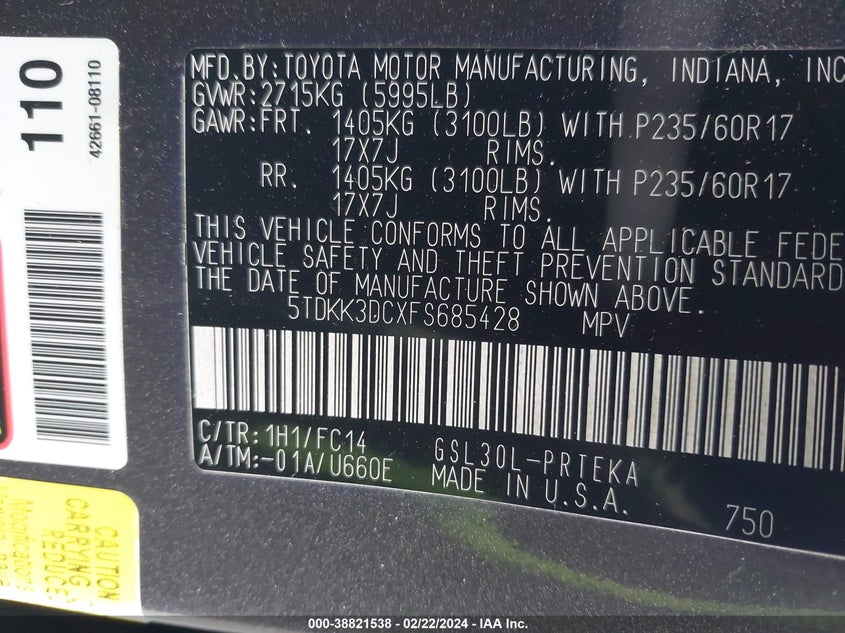 MFD. BY: TOYOTA MOTOR MANUFACTURING, INDIANA, INC
GVWR: 2715KG (5995LB)
GAWR: FRT. 1405KG (3100LB) WITH P235/60R17
17X7J RIMS.
RR. 1405KG (3100LB) WITH P235/60R17
17X7J RIMS.
THIS VEHICLE CONFORMS TO ALL APPLICABLE FEDE
VEHICLE SAFETY AND THEFT PREVENTION STANDARD
THE DATE OF MANUFACTURE SHOWN ABOVE.
5TDKK3DCXFS685428 MPV
C/TR: 1H1/FC14 GSL30L-PRTEKA
A/TM:-01A/U660E MADE IN U.S.A.
750
110
42661-08110
CAUTION
CARRYING
REDUCE
Modificatio
000-38821538 - 02/22/2024 - IAA Inc.